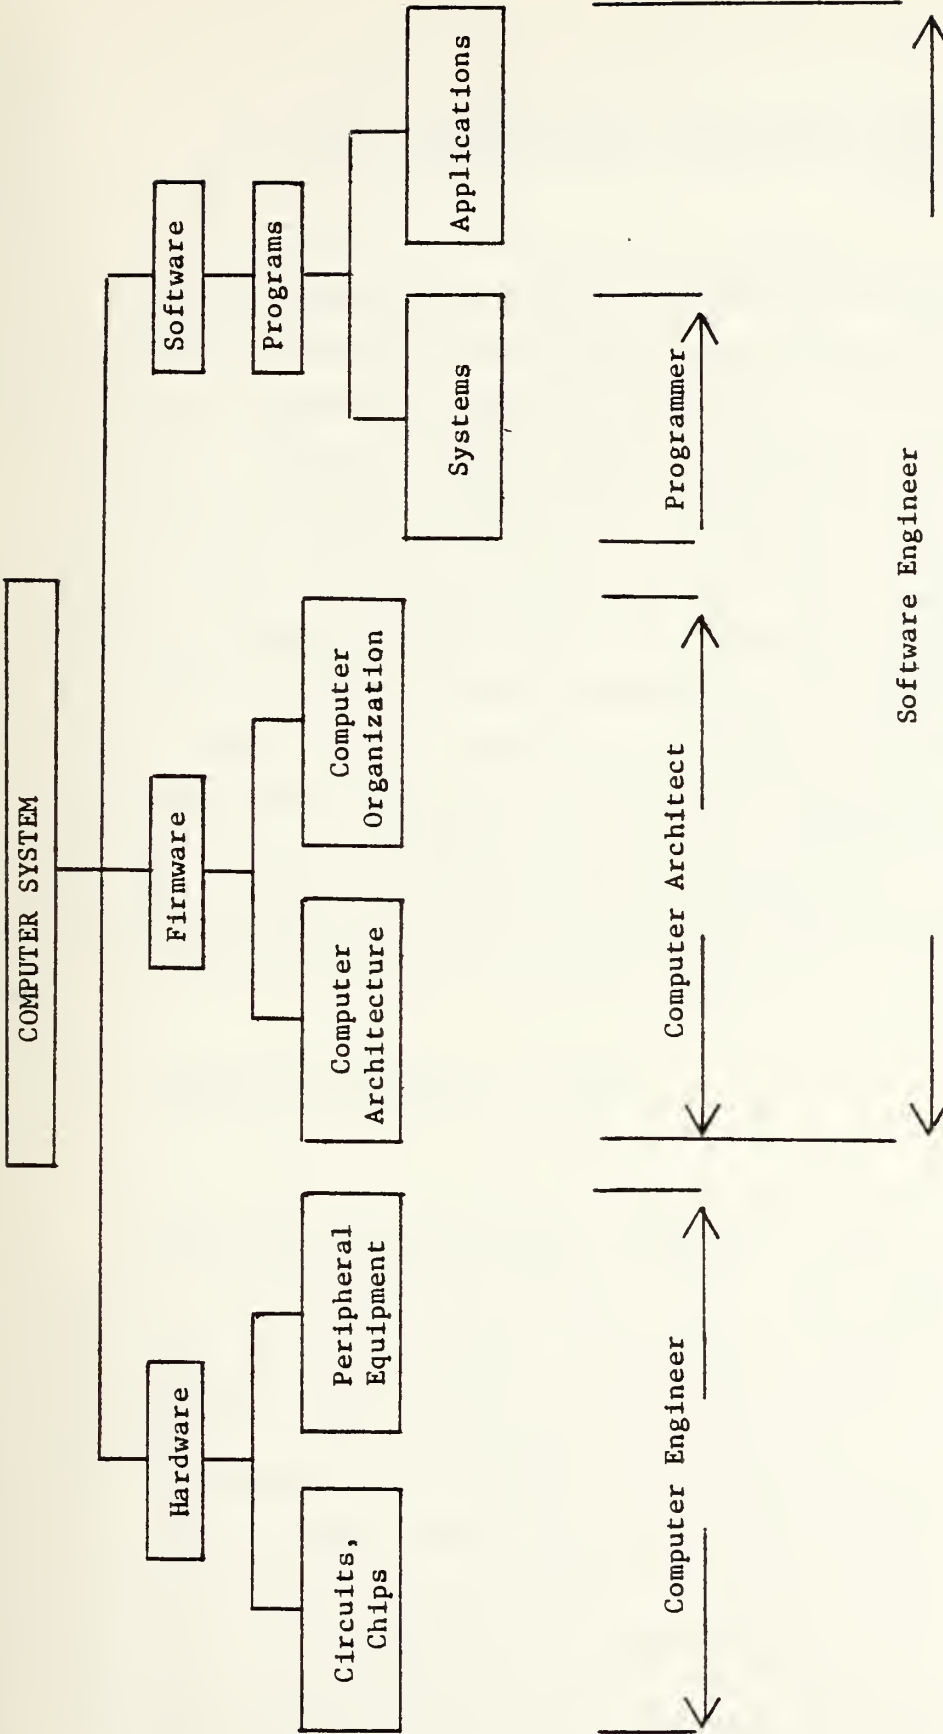 COMPUTER SYSTEM
Hardware
Firmware
Software
Programs
Circuits,
Chips
Peripheral
Equipment
Computer
Architecture
Computer
Organization
Systems
Applications
Computer Engineer
Computer Architect
Programmer
Software Engineer